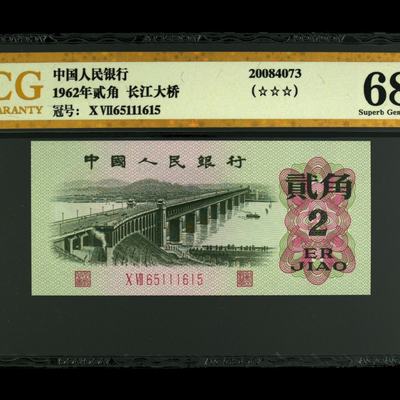 CG
ARANTY
中国人民银行
1962年贰角 长江大桥
冠号: X Ⅶ65111615
20084073
(☆☆☆)
68
Superb Gem
中國人民銀行
貳角
2
ER
JIAO
X Ⅶ 65111615